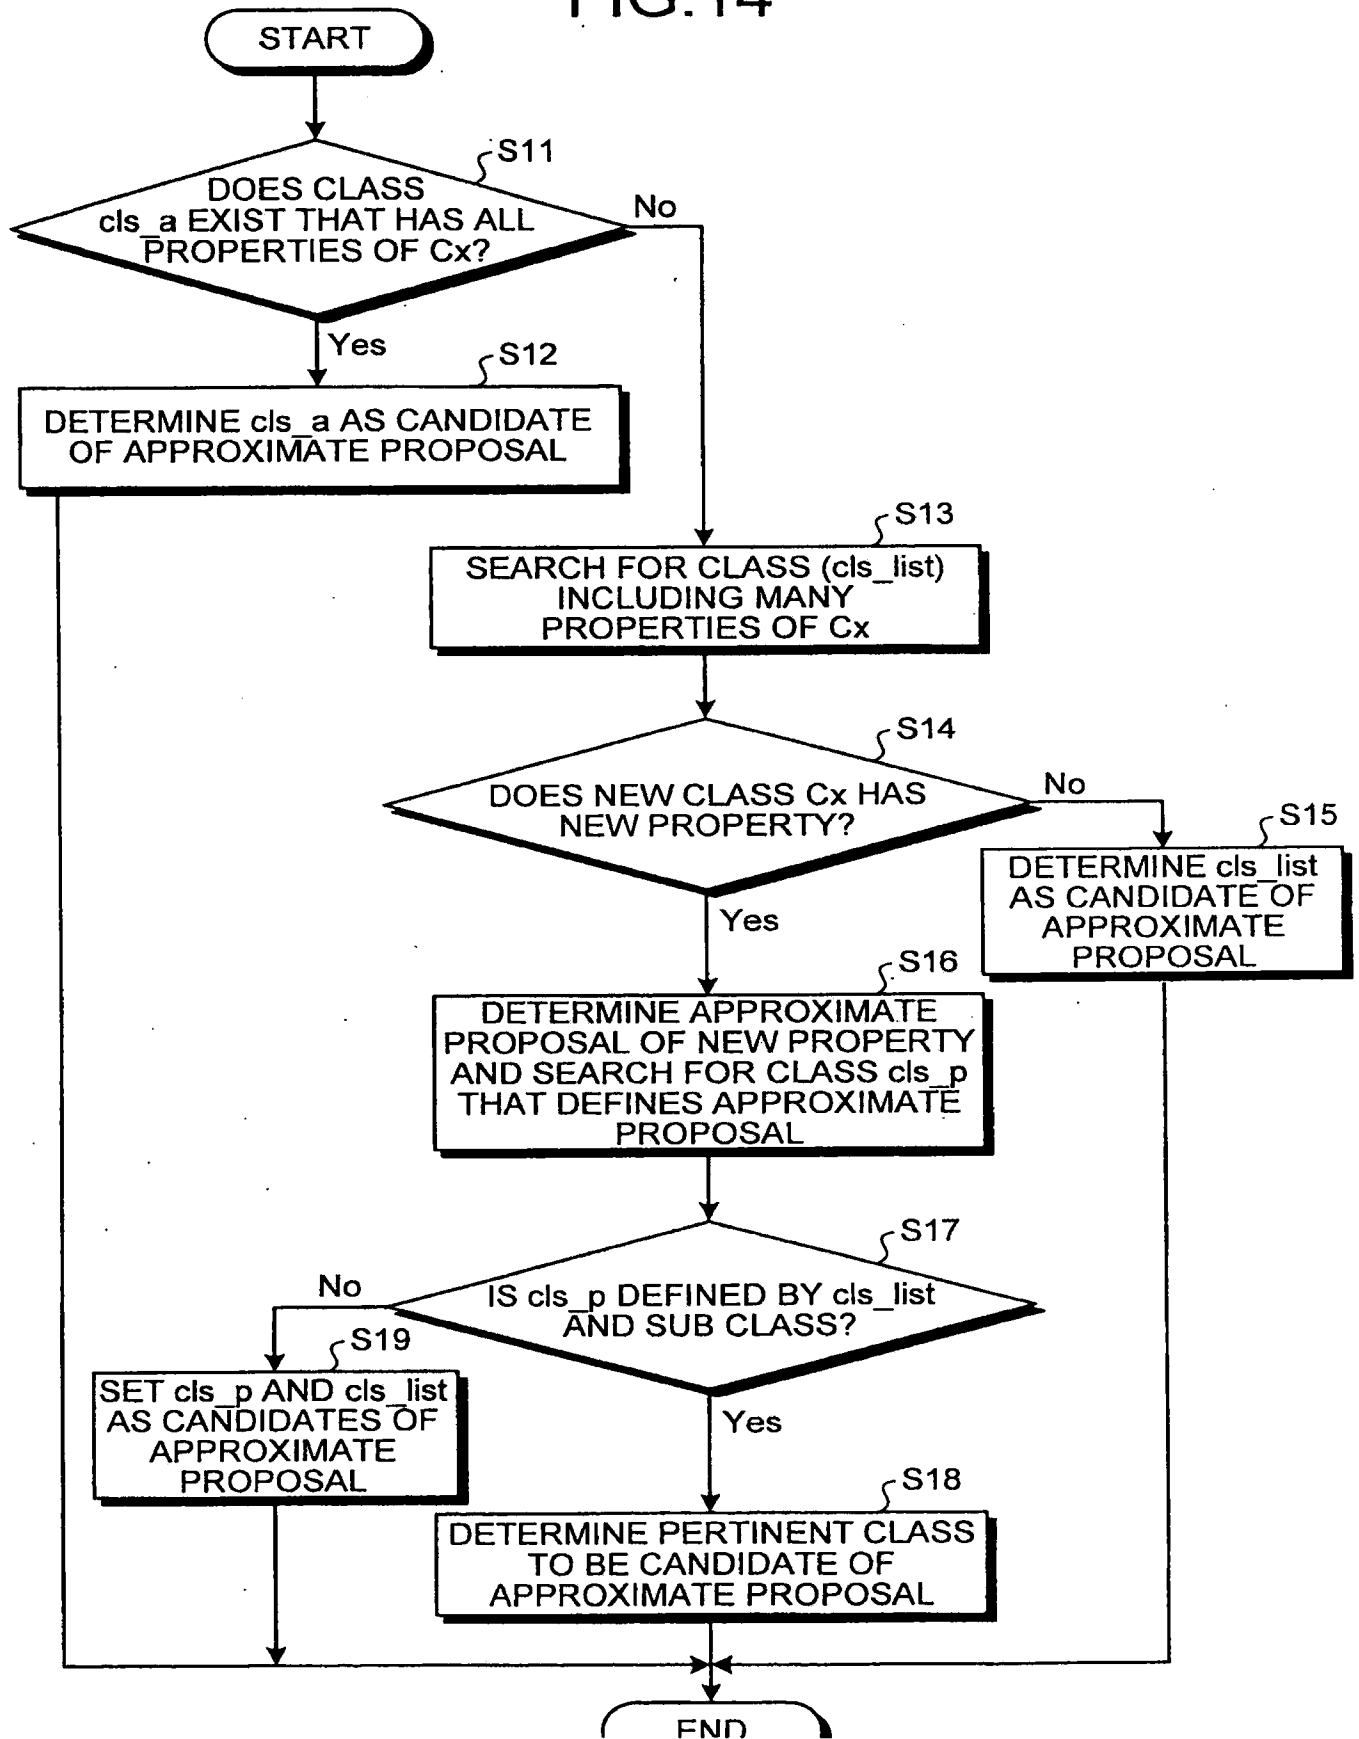 FIG.14
START
S11
DOES CLASS
cls_a EXIST THAT HAS ALL
PROPERTIES OF Cx?
No
Yes
S12
DETERMINE cls_a AS CANDIDATE
OF APPROXIMATE PROPOSAL
S13
SEARCH FOR CLASS (cls_list)
INCLUDING MANY
PROPERTIES OF Cx
S14
DOES NEW CLASS Cx HAS
NEW PROPERTY?
No
Yes
S15
DETERMINE cls_list
AS CANDIDATE OF
APPROXIMATE
PROPOSAL
S16
DETERMINE APPROXIMATE
PROPOSAL OF NEW PROPERTY
AND SEARCH FOR CLASS cls_p
THAT DEFINES APPROXIMATE
PROPOSAL
S17
IS cls_p DEFINED BY cls_list
AND SUB CLASS?
No
Yes
S19
SET cls_p AND cls_list
AS CANDIDATES OF
APPROXIMATE
PROPOSAL
S18
DETERMINE PERTINENT CLASS
TO BE CANDIDATE OF
APPROXIMATE PROPOSAL
END